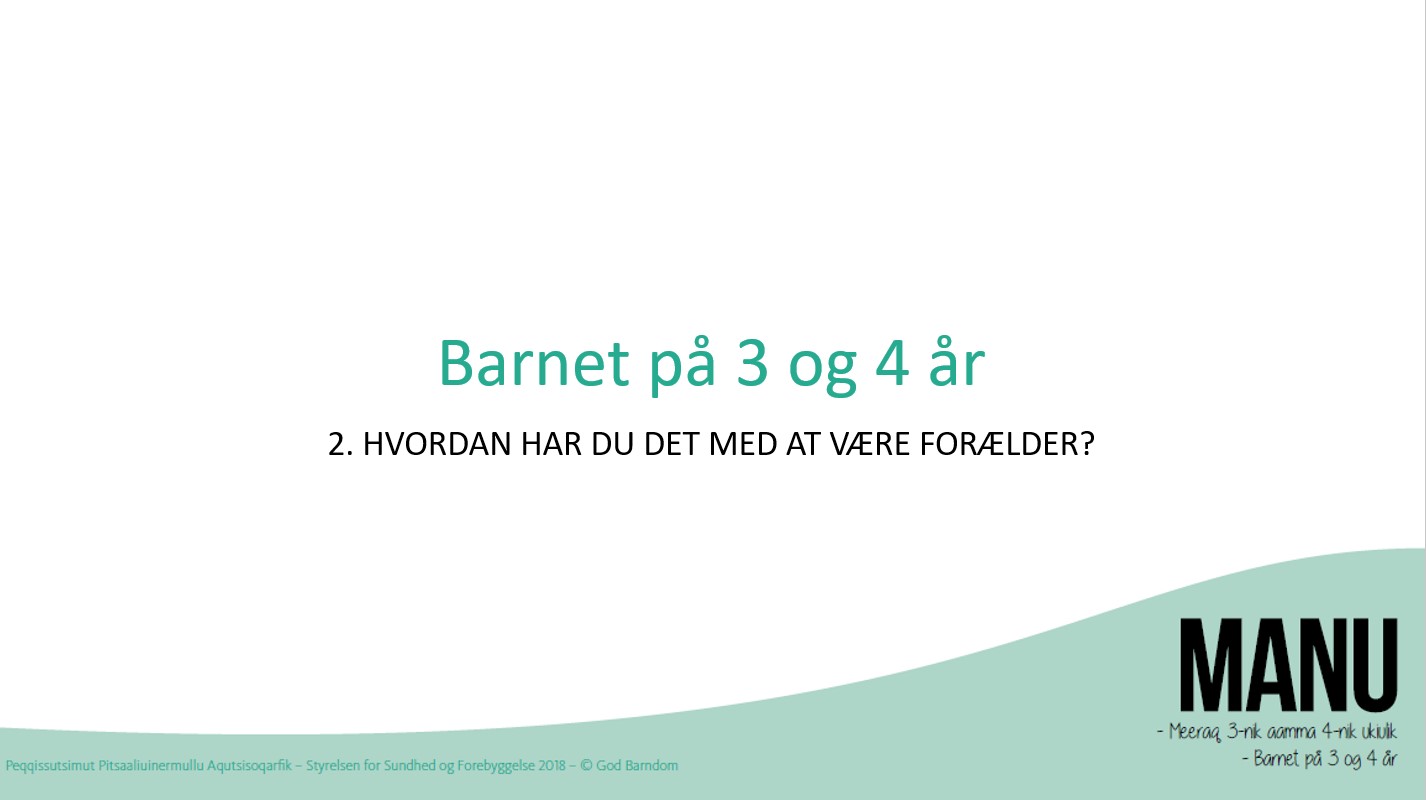 Barnet på 3 og 4 år
2. HVORDAN HAR DU DET MED AT VÆRE FORÆLDER?
MANU
- Meeraq 3-nik aamma 4-nik ukiulik
- Barnet på 3 og 4 år
Peqqissutsimut Pitsaaliuinermullu Aqutsisoqarfik – Styrelsen for Sundhed og Forebyggelse 2018 – © God Barndom